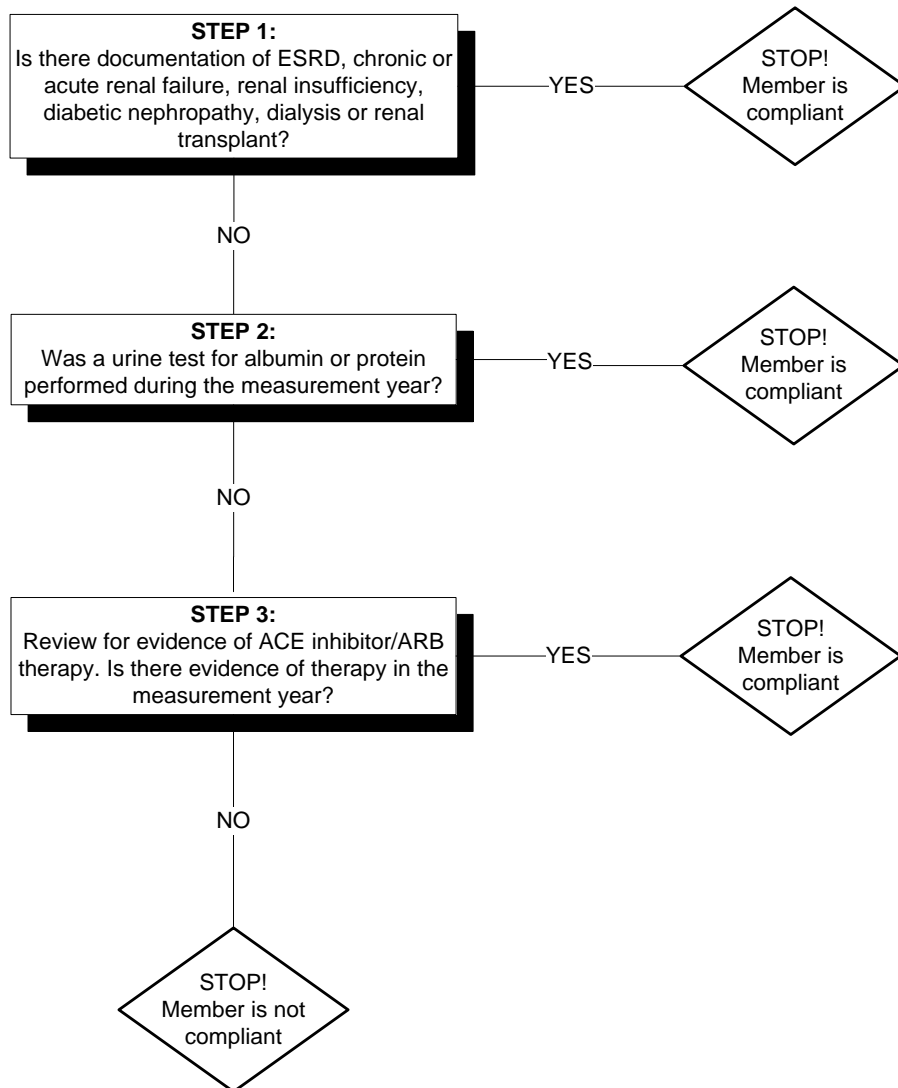 STEP 1:
Is there documentation of ESRD, chronic or
acute renal failure, renal insufficiency,
diabetic nephropathy, dialysis or renal
transplant?
YES
STOP!
Member is
compliant
NO
STEP 2:
Was a urine test for albumin or protein
performed during the measurement year?
YES
STOP!
Member is
compliant
NO
STEP 3:
Review for evidence of ACE inhibitor/ARB
therapy. Is there evidence of therapy in the
measurement year?
YES
STOP!
Member is
compliant
NO
STOP!
Member is not
compliant